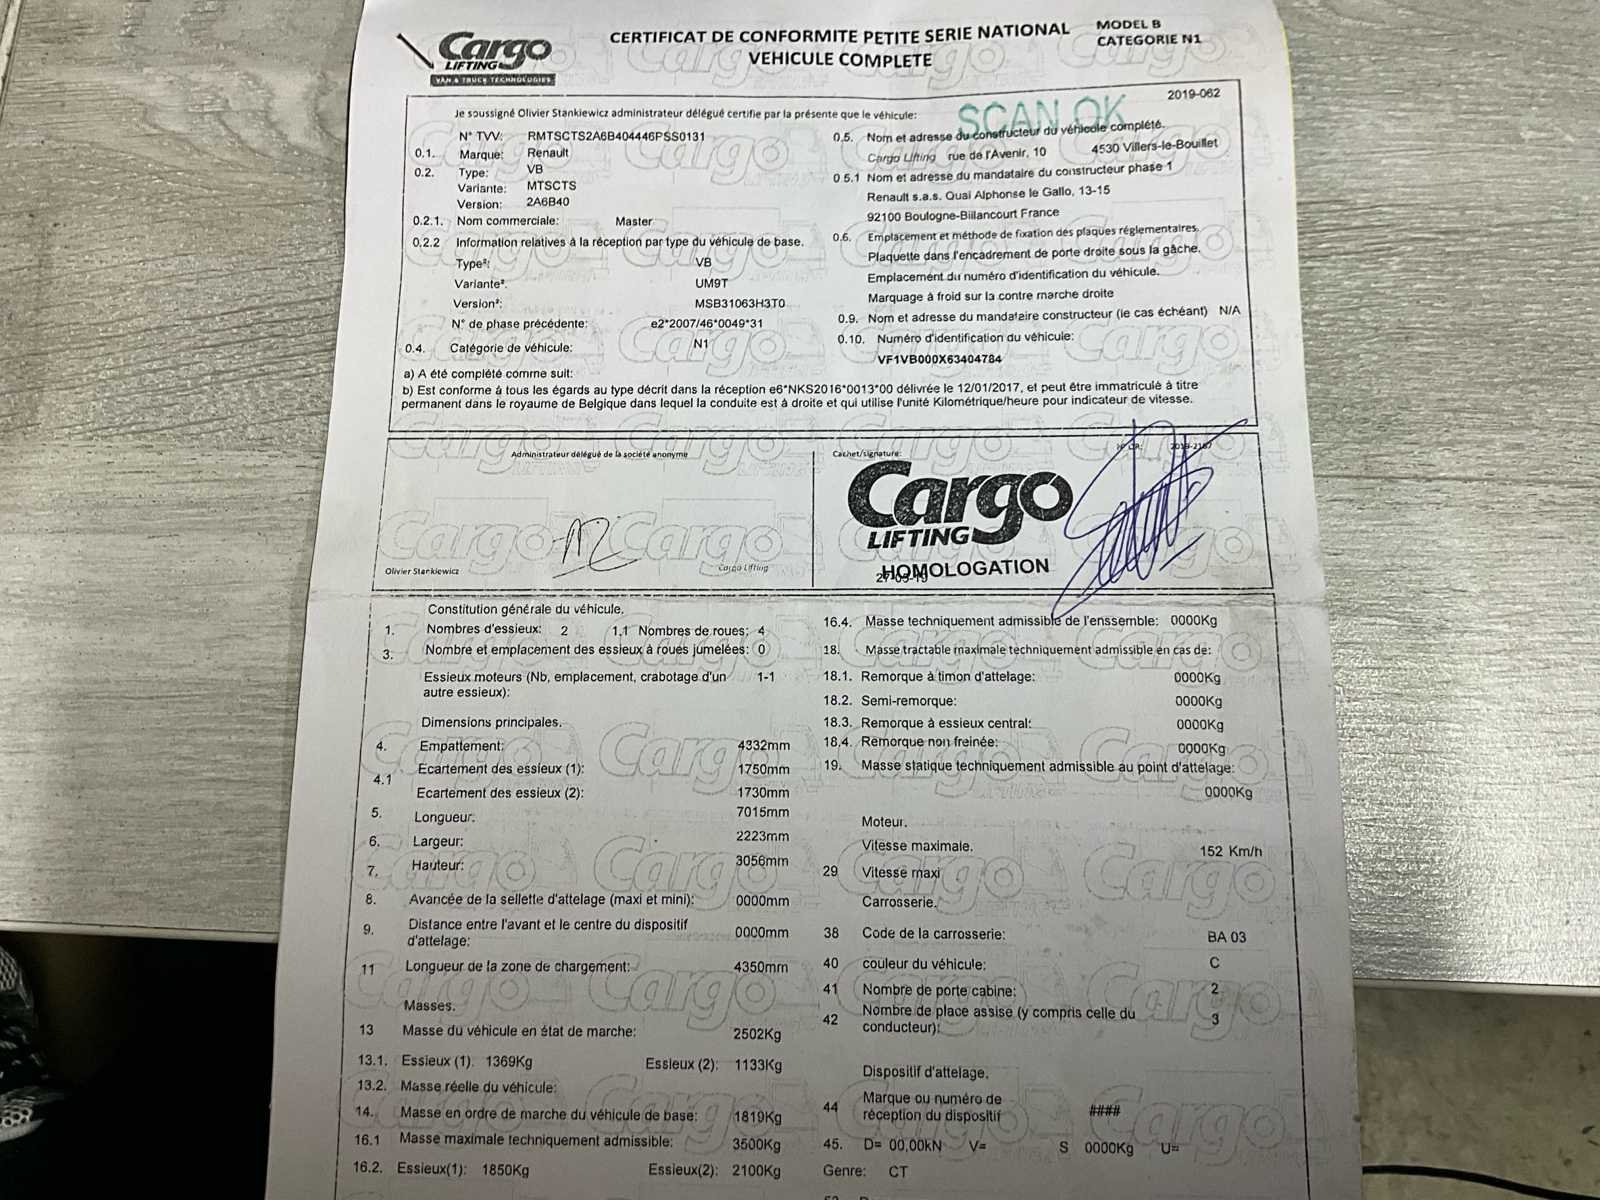 Cargo
LIFTING
VAN & TRUCK TECHNOLOGIES
CERTIFICAT DE CONFORMITE PETITE SERIE NATIONAL
VEHICULE COMPLETE
MODEL B
CATEGORIE N1
2019-062
SCAN OK
Je soussigné Olivier Stankiewicz administrateur délégué certifie par la présente que le véhicule:
N° TVV: RMTSCTS2A6B404446PSS0131
0.1. Marque: Renault
0.2. Type: VB
Variante: MTSCTS
Version: 2A6B40
0.2.1. Nom commerciale: Master
0.2.2 Information relatives à la réception par type du véhicule de base.
Type²: VB
Variante². UM9T
Version²: MSB31063H3T0
N° de phase précédente: e2*2007/46*0049*31
0.4. Catégorie de véhicule: N1
0.5. Nom et adresse du constructeur du véhicole complété.
Cargo Lifting rue de l'Avenir, 10 4530 Villers-le-Bouillet
0 5.1 Nom et adresse du mandataire du constructeur phase 1
Renault s.a.s. Quai Alphonse le Gallo, 13-15
92100 Boulogne-Billancourt France
0.6. Emplacement et méthode de fixation des plaques réglementaires.
Plaquette dans l'encadrement de porte droite sous la gâche.
Emplacement du numéro d'identification du véhicule.
Marquage à froid sur la contre marche droite
0.9. Nom et adresse du mandataire constructeur (le cas échéant) N/A
0.10. Numéro d'identification du véhicule:
VF1VB000X63404784
a) A été complété comme suit:
b) Est conforme à tous les égards au type décrit dans la réception e6*NKS2016*0013*00 délivrée le 12/01/2017, et peut être immatriculé à titre
permanent dans le royaume de Belgique dans lequel la conduite est à droite et qui utilise l'unité Kilométrique/heure pour indicateur de vitesse.
Administrateur délégué de la société anonyme
Olivier Stankiewicz
Cargo Lifting
Cachet/signature:
Cargo
LIFTING
HOMOLOGATION
Constitution générale du véhicule.
1. Nombres d'essieux: 2 1.1 Nombres de roues: 4
3. Nombre et emplacement des essieux à roues jumelées: 0
Essieux moteurs (Nb, emplacement, crabotage d'un 1-1
autre essieux):
Dimensions principales.
4. Empattement: 4332mm
4.1 Ecartement des essieux (1): 1750mm
Ecartement des essieux (2): 1730mm
5. Longueur. 7015mm
6. Largeur: 2223mm
7. Hauteur: 3056mm
8. Avancée de la sellette d'attelage (maxi et mini): 0000mm
9. Distance entre l'avant et le centre du dispositif 0000mm
d'attelage:
11 Longueur de la zone de chargement: 4350mm
Masses.
13 Masse du véhicule en état de marche: 2502Kg
13.1. Essieux (1) 1369Kg Essieux (2): 1133Kg
13.2. Masse réelle du véhicule:
14. Masse en ordre de marche du véhicule de base: 1819Kg
16.1 Masse maximale techniquement admissible: 3500Kg
16.2. Essieux(1): 1850Kg Essieux(2): 2100Kg
16.4. Masse techniquement admissible de l'enssemble: 0000Kg
18. Masse tractable maximale techniquement admissible en cas de:
18.1. Remorque à timon d'attelage: 0000Kg
18.2. Semi-remorque: 0000Kg
18.3. Remorque à essieux central: 0000Kg
18.4. Remorque non freinée: 0000Kg
19. Masse statique techniquement admissible au point d'attelage:
0000Kg
Moteur.
Vitesse maximale. 152 Km/h
29 Vitesse maxi
Carrosserie.
38 Code de la carrosserie: BA 03
40 couleur du véhicule: C
41 Nombre de porte cabine: 2
42 Nombre de place assise (y compris celle du 3
conducteur):
Dispositif d'attelage.
44 Marque ou numéro de ####
réception du dispositif
45. D= 00,00kN V= S 0000Kg U=
Genre: CT